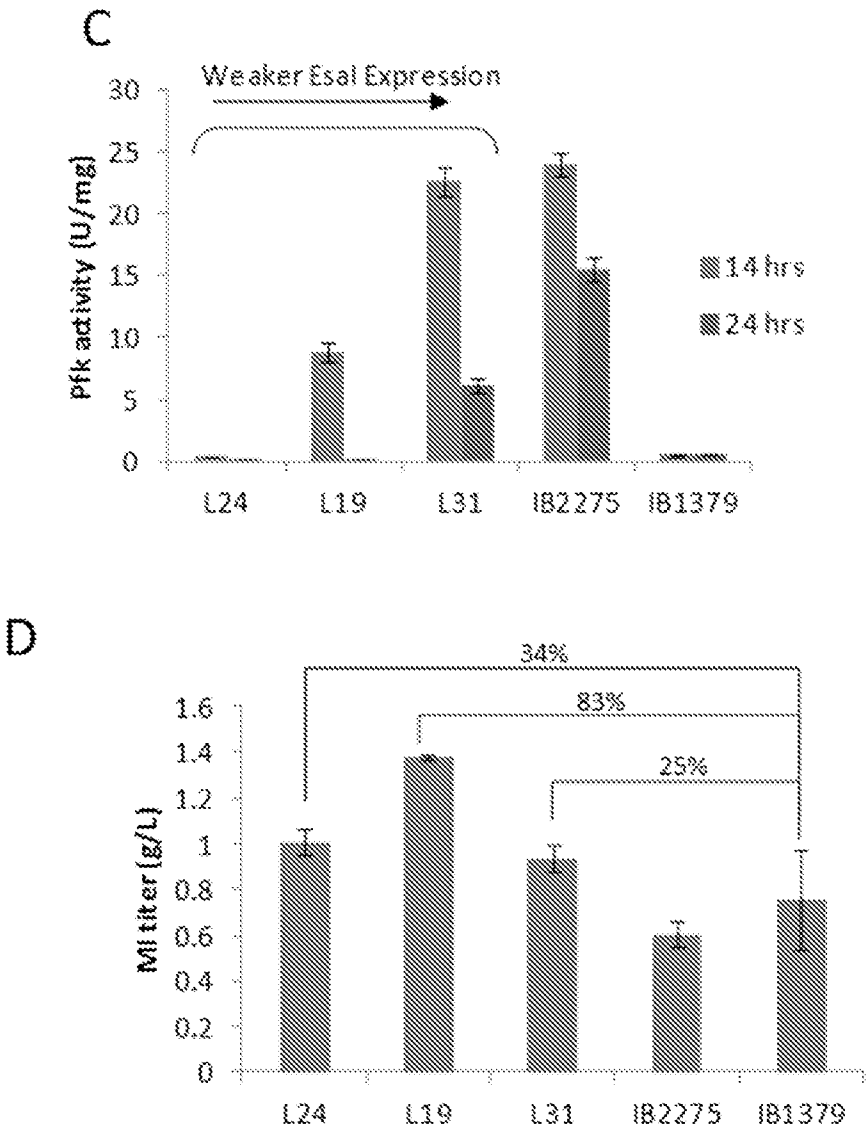 C
Weaker EsaI Expression
30
25
20
15
10
5
0
Pfk activity (U/mg)
14 hrs
24 hrs
L24 L19 L31 IB2275 IB1379
D
34%
83%
25%
1.6
1.4
1.2
1
0.8
0.6
0.4
0.2
0
MI titer (g/L)
L24 L19 L31 IB2275 IB1379